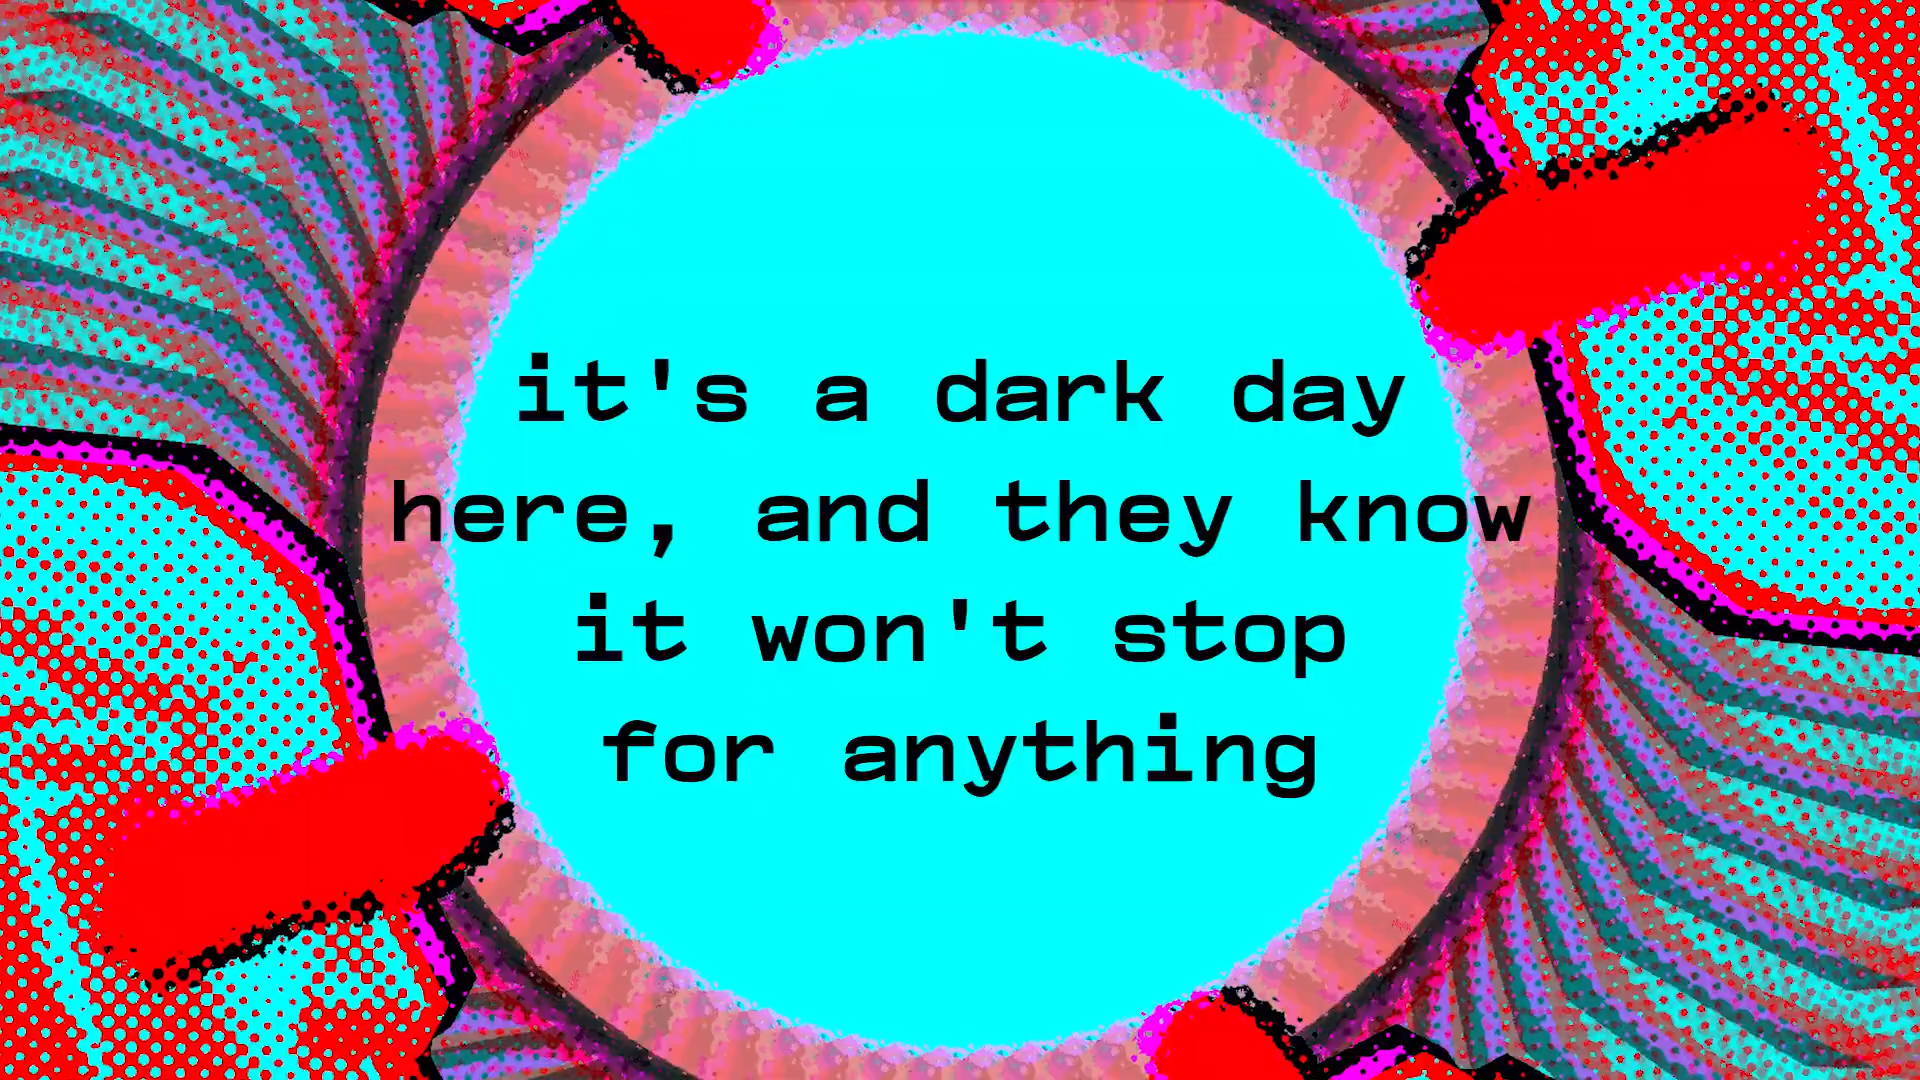 it's a dark day
here, and they know
it won't stop
for anything